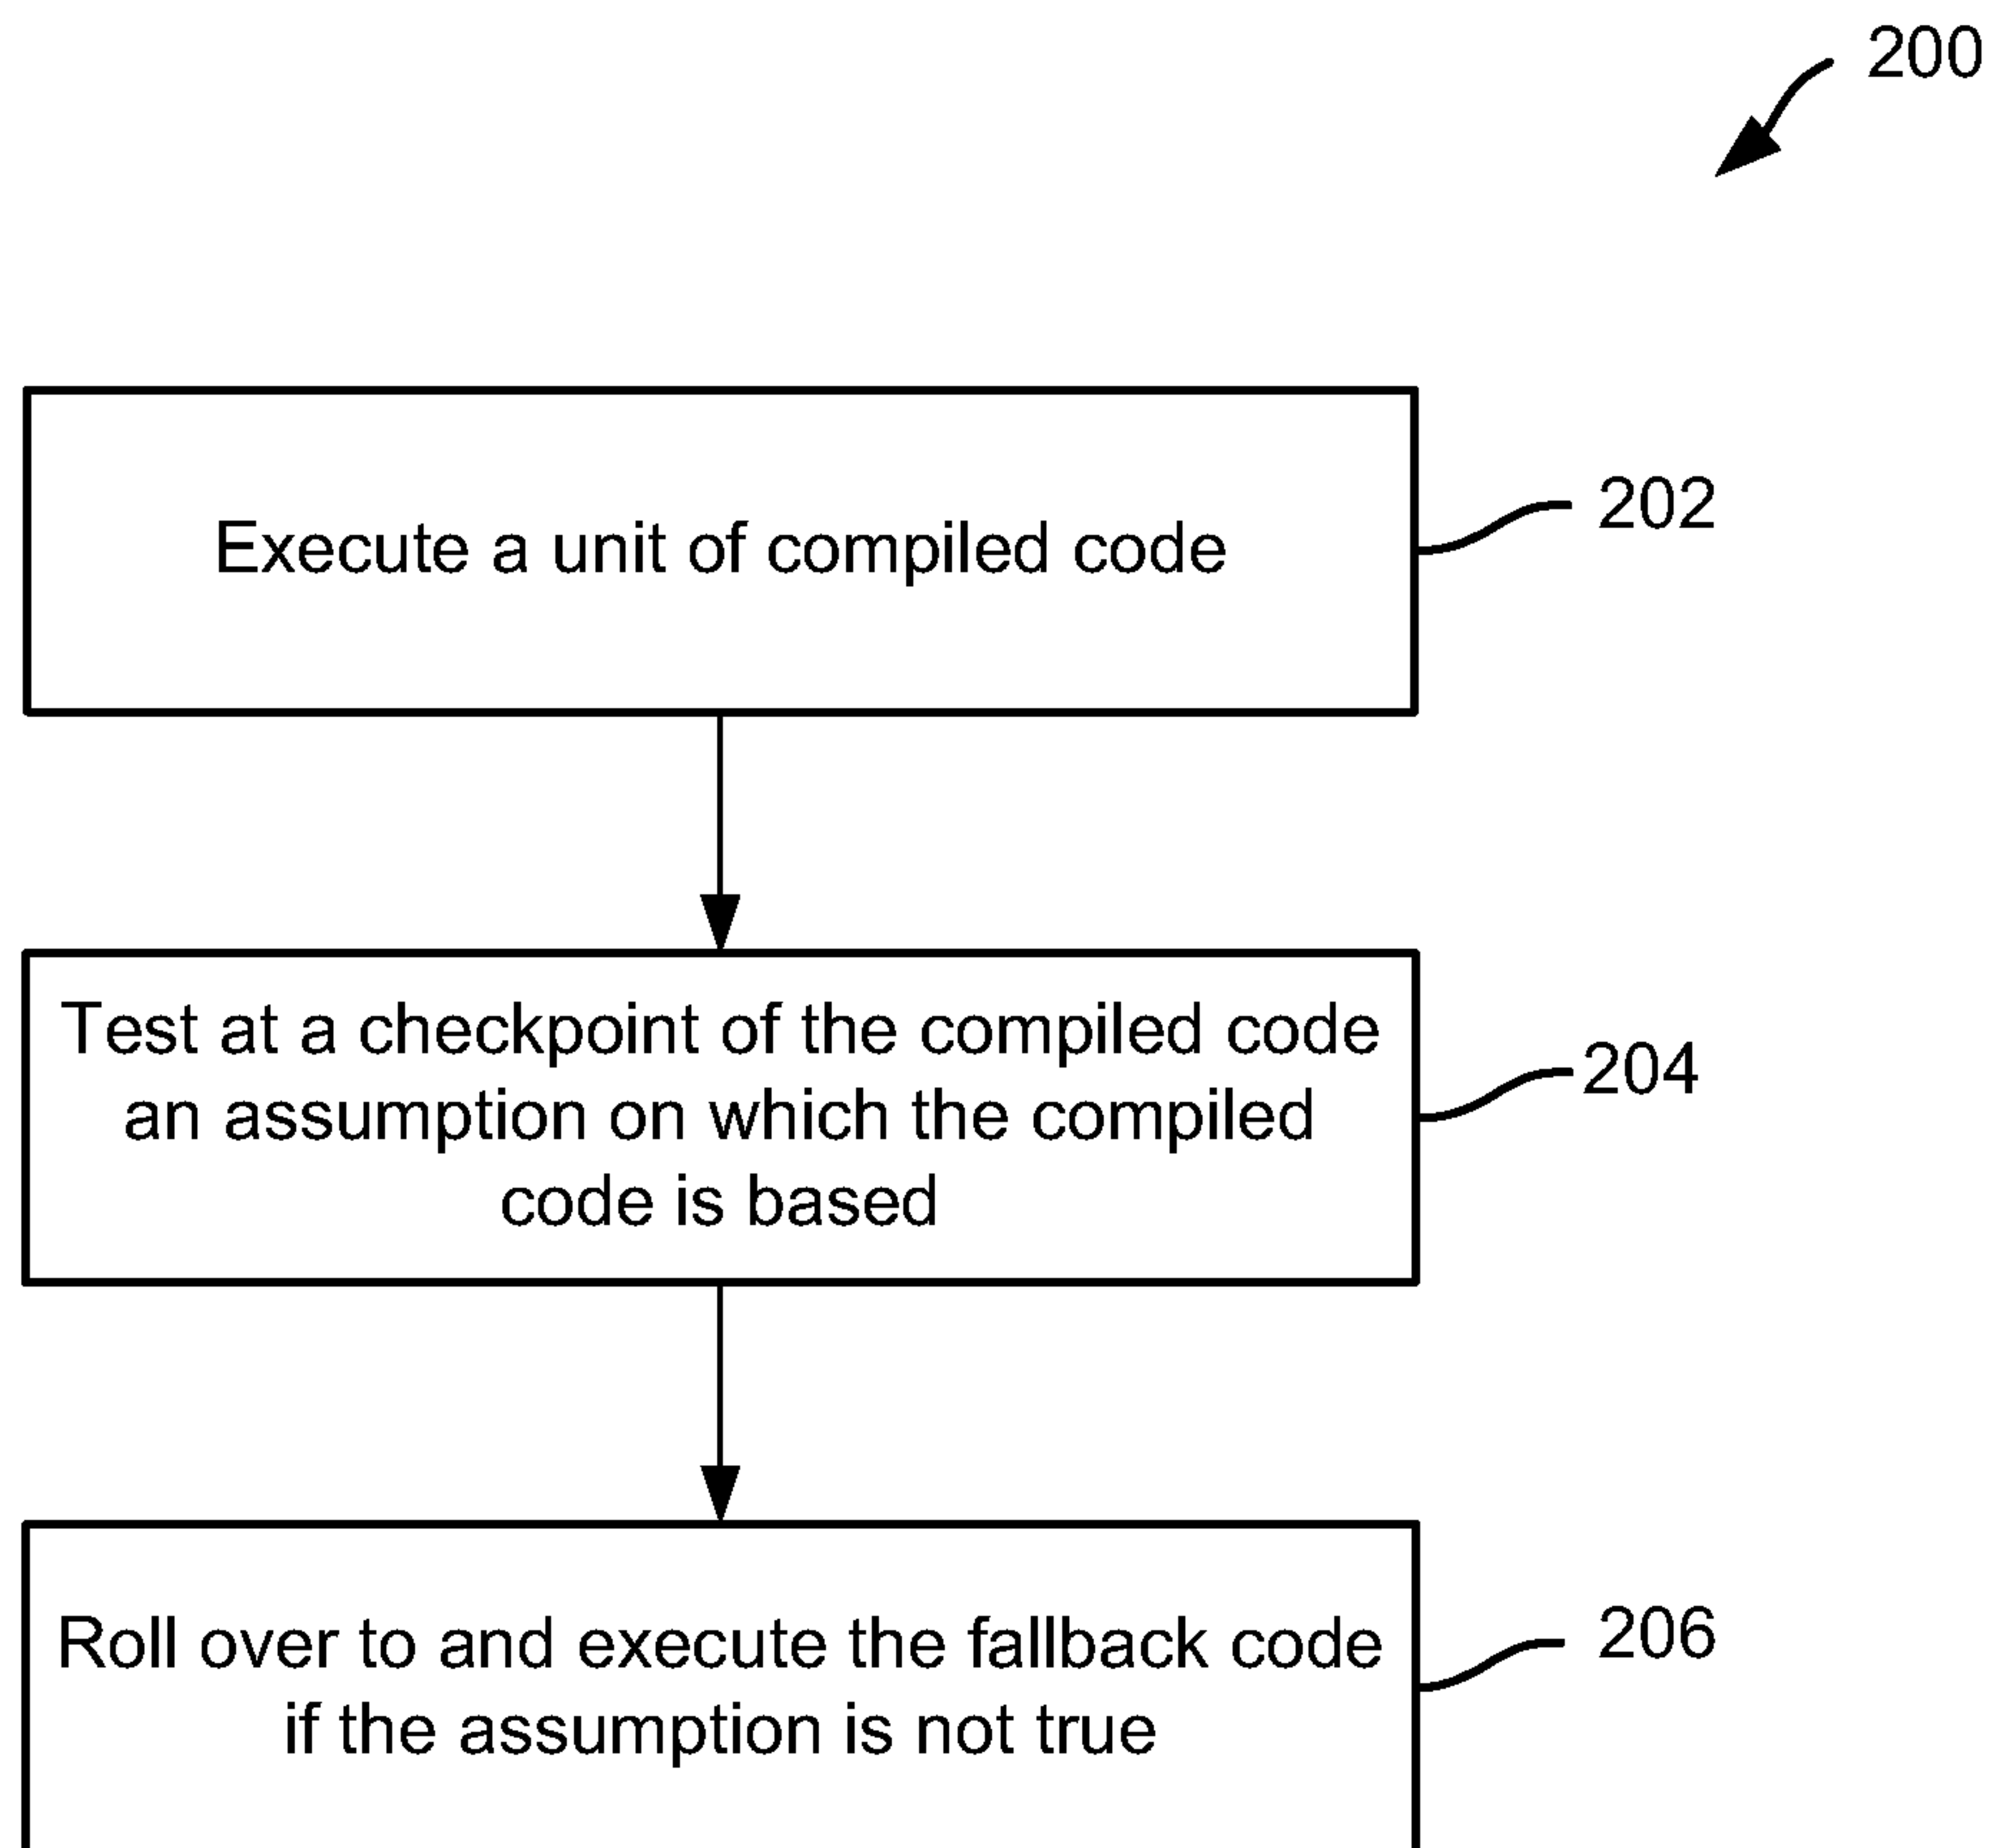 200
Execute a unit of compiled code
202
Test at a checkpoint of the compiled code
an assumption on which the compiled
code is based
204
Roll over to and execute the fallback code
if the assumption is not true
206